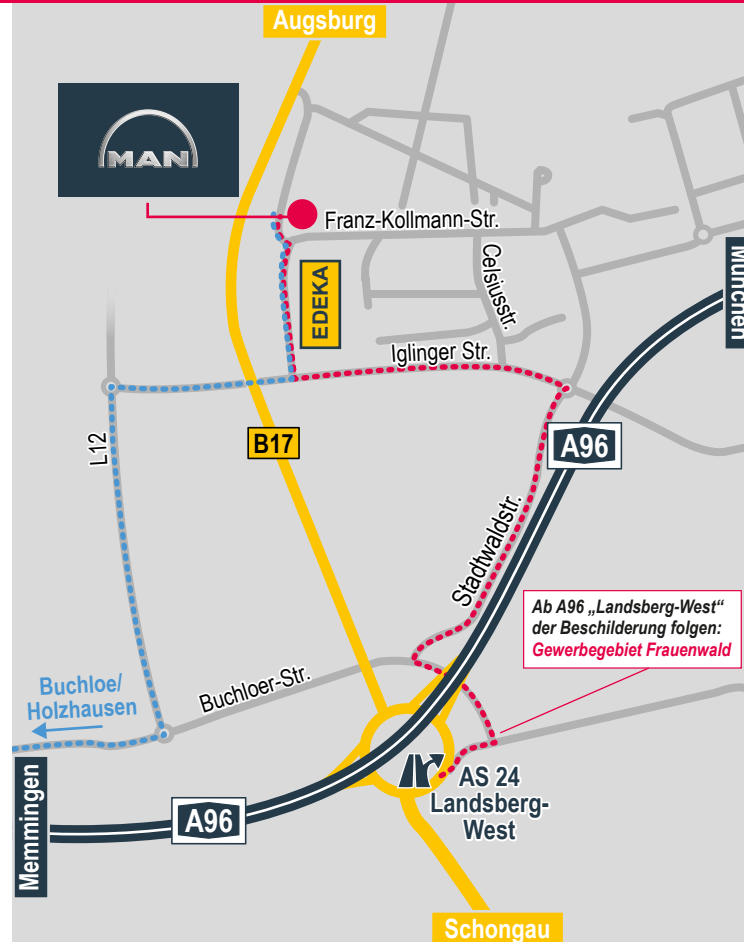 Augsburg
MAN
Franz-Kollmann-Str.
EDEKA
Celsiusstr.
München
Iglinger Str.
L12
B17
A96
Stadtwaldstr.
Ab A96 „Landsberg-West“
der Beschilderung folgen:
Gewerbegebiet Frauenwald
Buchloer-Str.
Buchloe/
Holzhausen
AS 24
Landsberg-
West
Memmingen
A96
Schongau